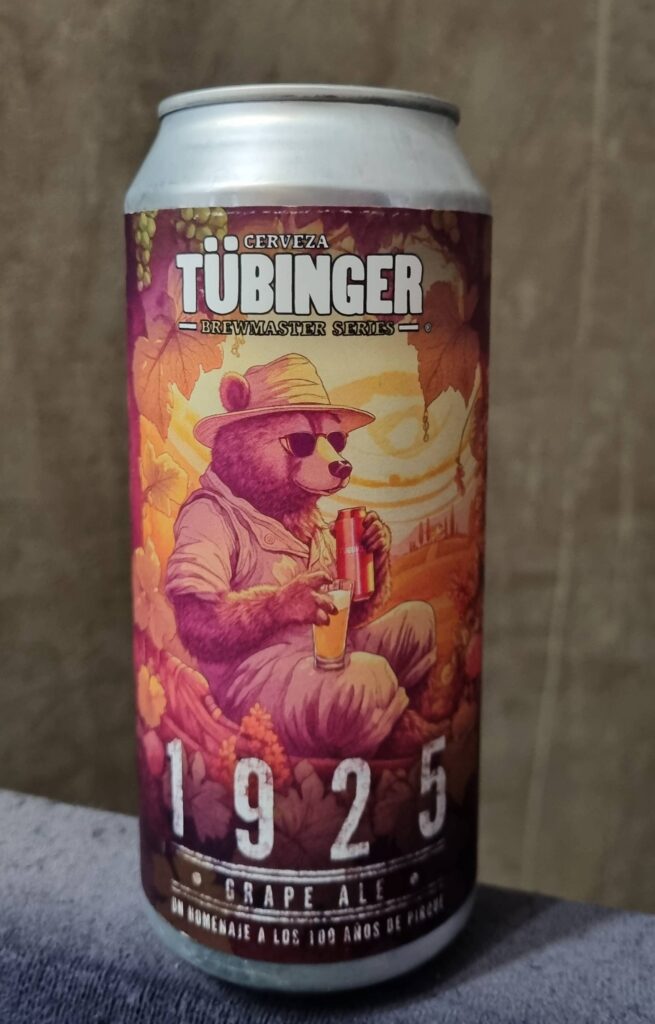 CERVEZA
TÜBINGER
BREWMASTER SERIES
®
1925
GRAPE ALE
UN HOMENAJE A LOS 100 AÑOS DE PIRQUE